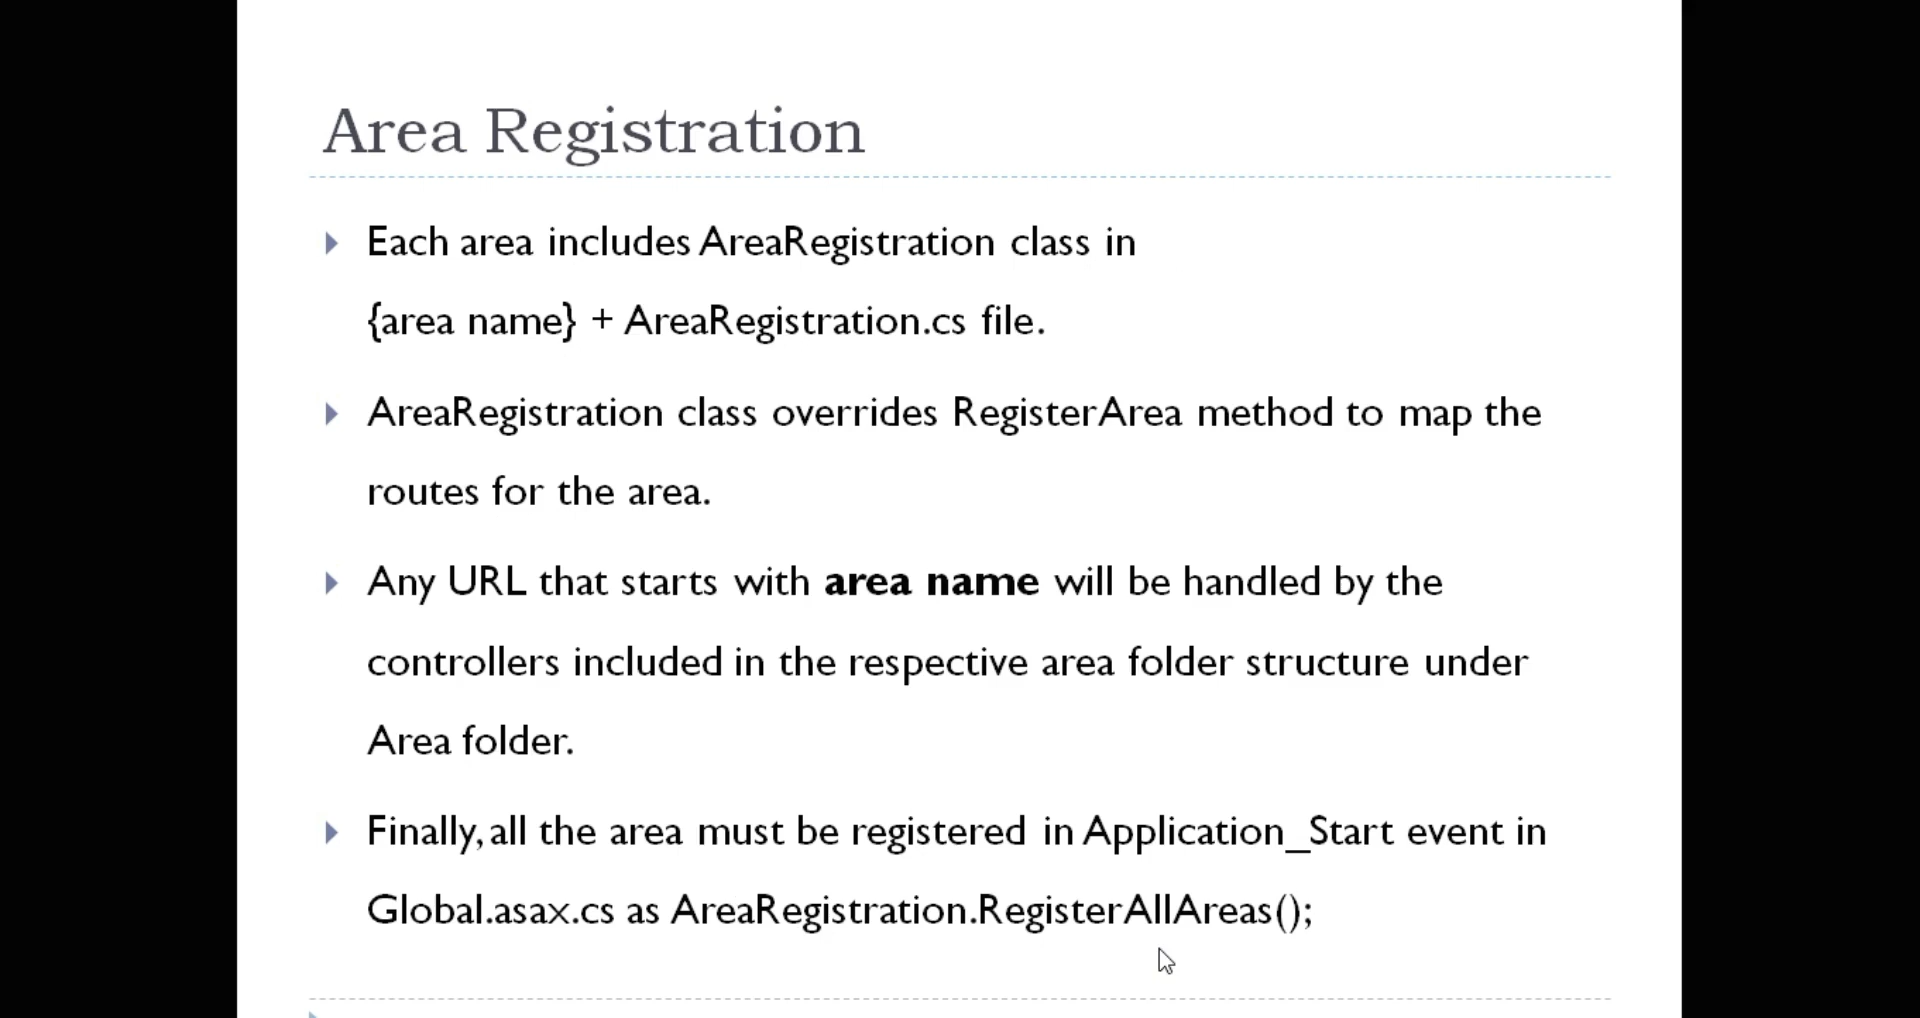 Area Registration
Each area includes AreaRegistration class in
{area name} + AreaRegistration.cs file.
AreaRegistration class overrides RegisterArea method to map the
routes for the area.
Any URL that starts with area name will be handled by the
controllers included in the respective area folder structure under
Area folder.
Finally, all the area must be registered in Application_Start event in
Global.asax.cs as AreaRegistration.RegisterAllAreas();